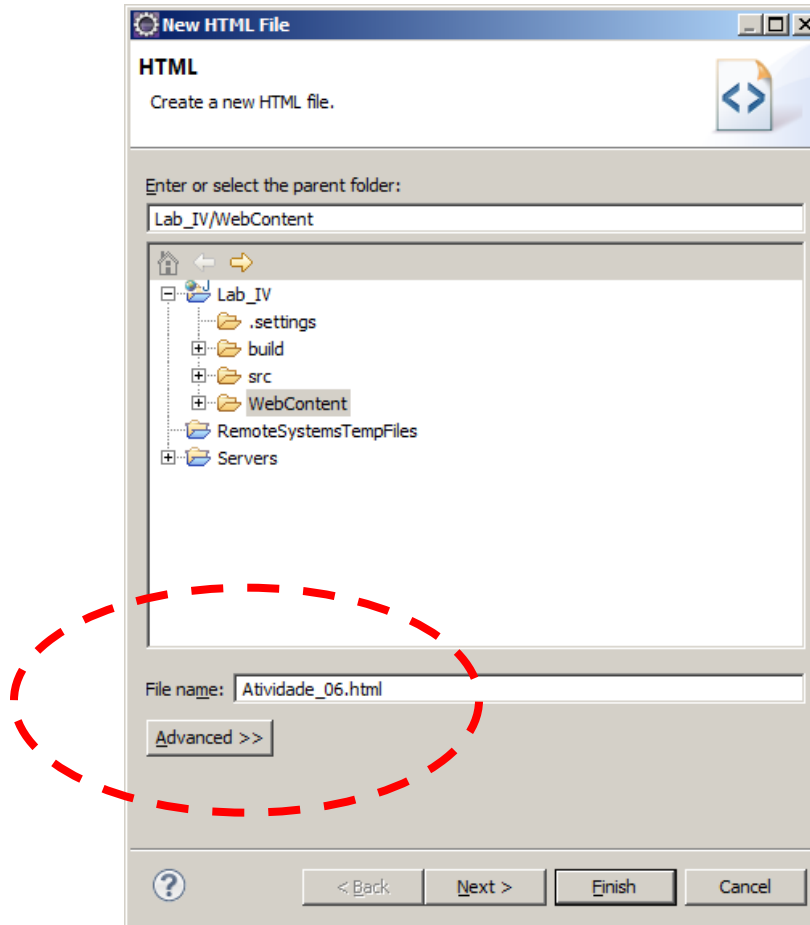 New HTML File
HTML
Create a new HTML file.
Enter or select the parent folder:
Lab_IV/WebContent
Lab_IV
.settings
build
src
WebContent
RemoteSystemsTempFiles
Servers
File name: Atividade_06.html
Advanced >>
< Back Next > Finish Cancel